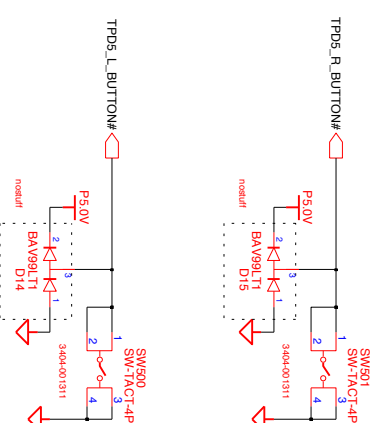 TPD5_L_BUTTON#
P5.0V
nostuff
2
3
1
BAV99LT1
D14
1
2
3
4
SW500
SW-TACT-4P
3404-001311
TPD5_R_BUTTON#
P5.0V
nostuff
2
3
1
BAV99LT1
D15
1
2
3
4
SW501
SW-TACT-4P
3404-001311